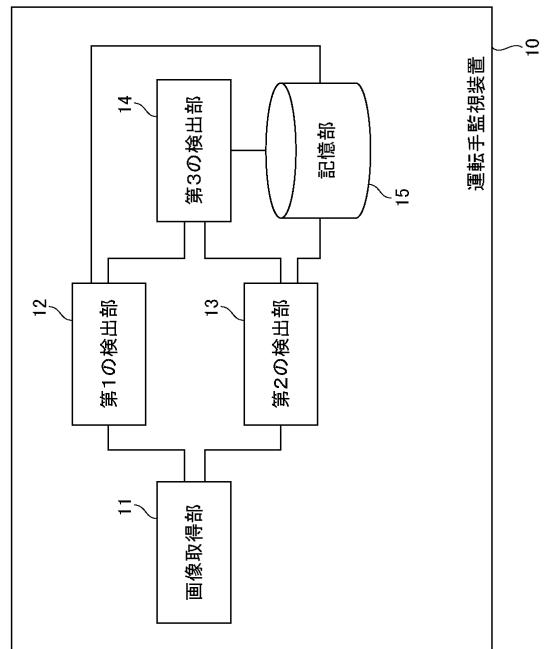 10
運転手監視装置
11
画像取得部
12
第1の検出部
13
第2の検出部
14
第3の検出部
15
記憶部